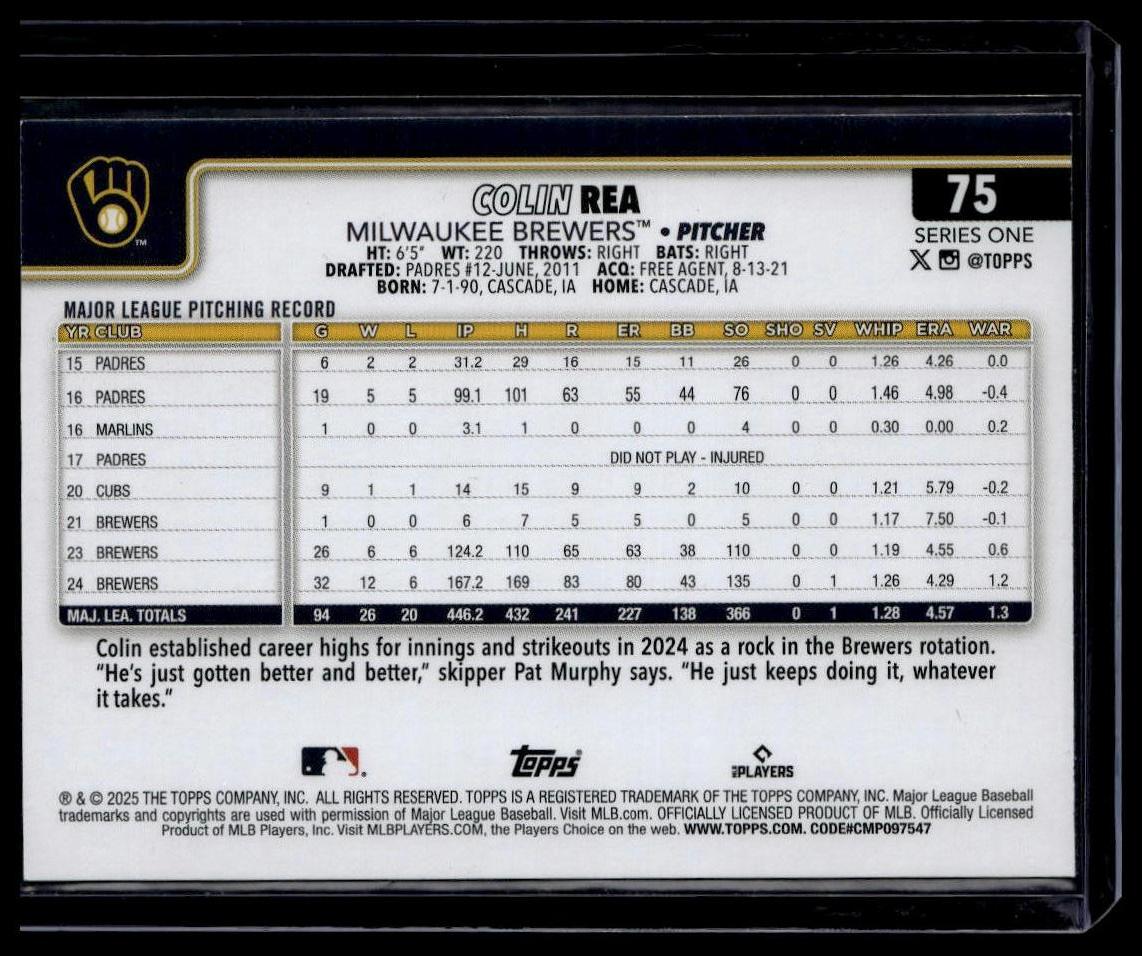 75
COLIN REA
MILWAUKEE BREWERS™ • PITCHER
SERIES ONE
HT: 6'5" WT: 220 THROWS: RIGHT BATS: RIGHT
@TOPPS
DRAFTED: PADRES #12-JUNE, 2011 ACQ: FREE AGENT, 8-13-21
BORN: 7-1-90, CASCADE, IA HOME: CASCADE, IA
TM
MAJOR LEAGUE PITCHING RECORD
YR CLUB G W L IP H R ER BB SO SHO SV WHIP ERA WAR
15 PADRES 6 2 2 31.2 29 16 15 11 26 0 0 1.26 4.26 0.0
16 PADRES 19 5 5 99.1 101 63 55 44 76 0 0 1.46 4.98 -0.4
16 MARLINS 1 0 0 3.1 1 0 0 0 4 0 0 0.30 0.00 0.2
17 PADRES DID NOT PLAY - INJURED
20 CUBS 9 1 1 14 15 9 9 2 10 0 0 1.21 5.79 -0.2
21 BREWERS 1 0 0 6 7 5 5 0 5 0 0 1.17 7.50 -0.1
23 BREWERS 26 6 6 124.2 110 65 63 38 110 0 0 1.19 4.55 0.6
24 BREWERS 32 12 6 167.2 169 83 80 43 135 0 1 1.26 4.29 1.2
MAJ. LEA. TOTALS 94 26 20 446.2 432 241 227 138 366 0 1 1.28 4.57 1.3
Colin established career highs for innings and strikeouts in 2024 as a rock in the Brewers rotation.
"He's just gotten better and better," skipper Pat Murphy says. "He just keeps doing it, whatever
it takes."
Topps®
MLB PLAYERS
® & © 2025 THE TOPPS COMPANY, INC. ALL RIGHTS RESERVED. TOPPS IS A REGISTERED TRADEMARK OF THE TOPPS COMPANY, INC. Major League Baseball
trademarks and copyrights are used with permission of Major League Baseball. Visit MLB.com. OFFICIALLY LICENSED PRODUCT OF MLB. Officially Licensed
Product of MLB Players, Inc. Visit MLBPLAYERS.COM, the Players Choice on the web. WWW.TOPPS.COM. CODE#CMP097547